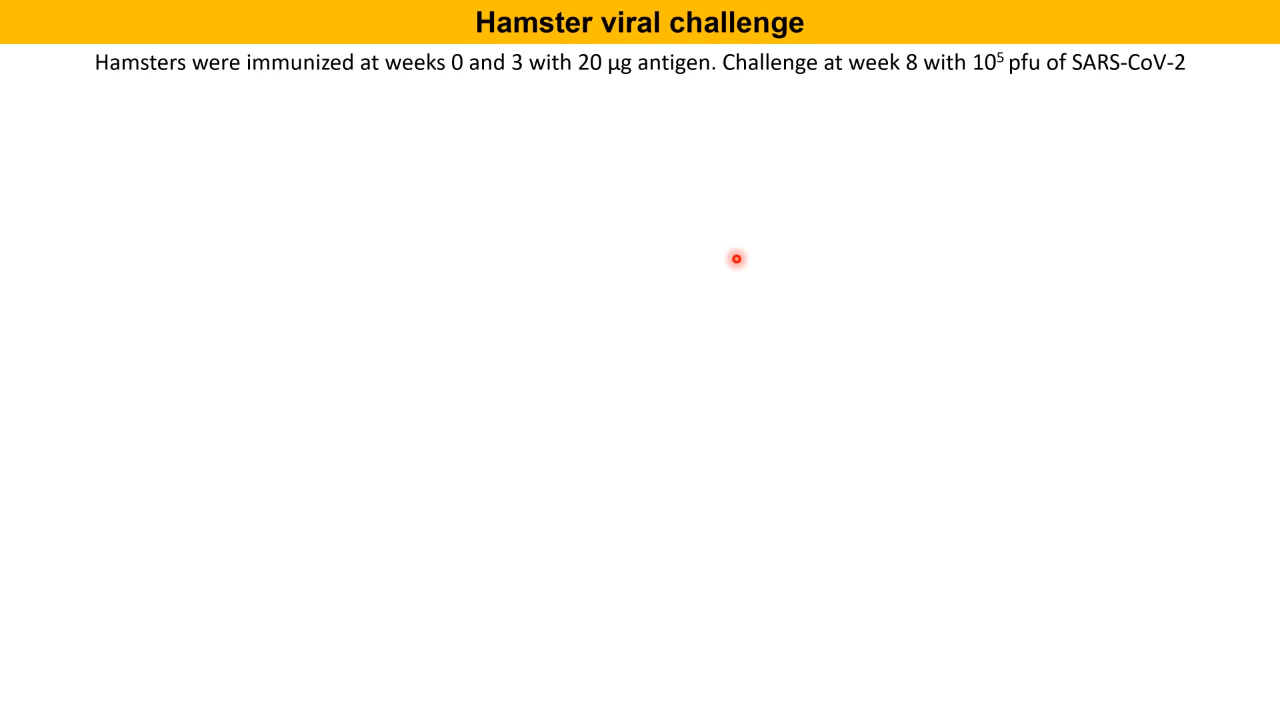 Hamster viral challenge
Hamsters were immunized at weeks 0 and 3 with 20 µg antigen. Challenge at week 8 with 10⁵ pfu of SARS-CoV-2